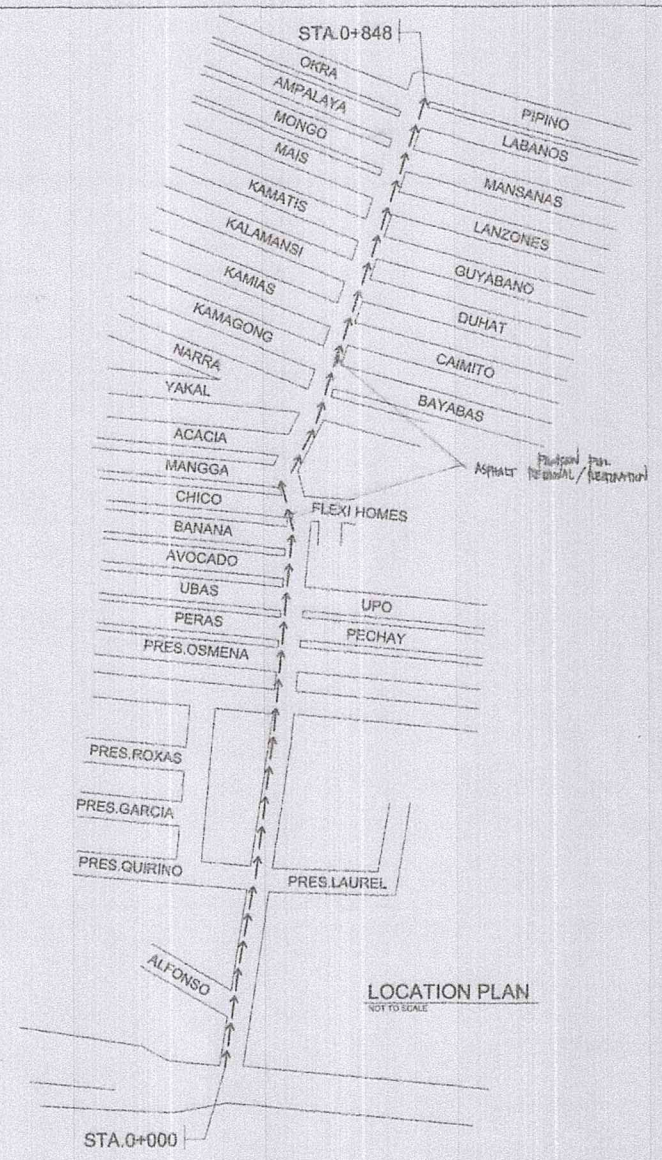 STA.0+848
OKRA
AMPALAYA
MONGO
MAIS
KAMATIS
KALAMANSI
KAMIAS
KAMAGONG
NARRA
YAKAL
ACACIA
MANGGA
CHICO
BANANA
AVOCADO
UBAS
PERAS
PRES.OSMENA
PRES.ROXAS
PRES.GARCIA
PRES.QUIRINO
ALFONSO
STA.0+000
PIPINO
LABANOS
MANSANAS
LANZONES
GUYABANO
DUHAT
CAIMITO
BAYABAS
ASPHALT
FLEXI HOMES
UPO
PECHAY
PRES.LAUREL
LOCATION PLAN
NOT TO SCALE